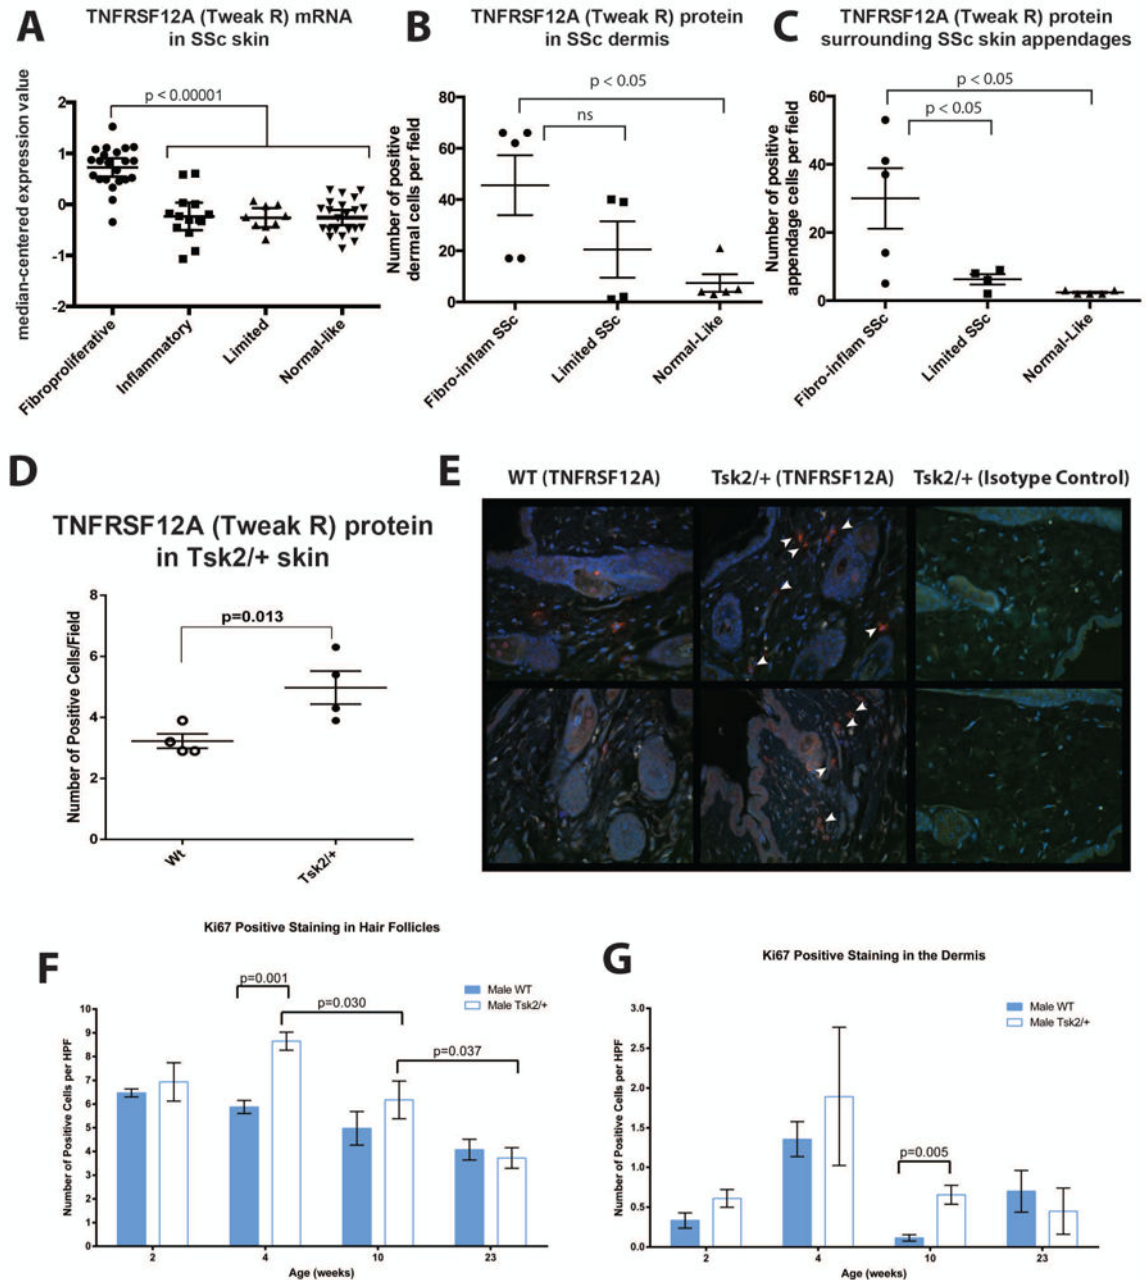 A
TNFRSF12A (Tweak R) mRNA
in SSc skin
median-centered expression value
p < 0.00001
2
1
0
-1
-2
Fibroproliferative
Inflammatory
Limited
Normal-like
B
TNFRSF12A (Tweak R) protein
in SSc dermis
Number of positive
dermal cells per field
p < 0.05
ns
80
60
40
20
0
Fibro-inflam SSc
Limited SSc
Normal-Like
C
TNFRSF12A (Tweak R) protein
surrounding SSc skin appendages
Number of positive
appendage cells per field
p < 0.05
p < 0.05
60
40
20
0
Fibro-inflam SSc
Limited SSc
Normal-Like
D
TNFRSF12A (Tweak R) protein
in Tsk2/+ skin
Number of Positive Cells/Field
p=0.013
8
6
4
2
0
Wt
Tsk2/+
E
WT (TNFRSF12A)
Tsk2/+ (TNFRSF12A)
Tsk2/+ (Isotype Control)
F
Ki67 Positive Staining in Hair Follicles
Number of Positive Cells per HPF
p=0.001
p=0.030
p=0.037
Male WT
Male Tsk2/+
10
9
8
7
6
5
4
3
2
1
0
2
4
10
23
Age (weeks)
G
Ki67 Positive Staining in the Dermis
Number of Positive Cells per HPF
p=0.005
Male WT
Male Tsk2/+
3.0
2.5
2.0
1.5
1.0
0.5
0.0
2
4
10
23
Age (weeks)